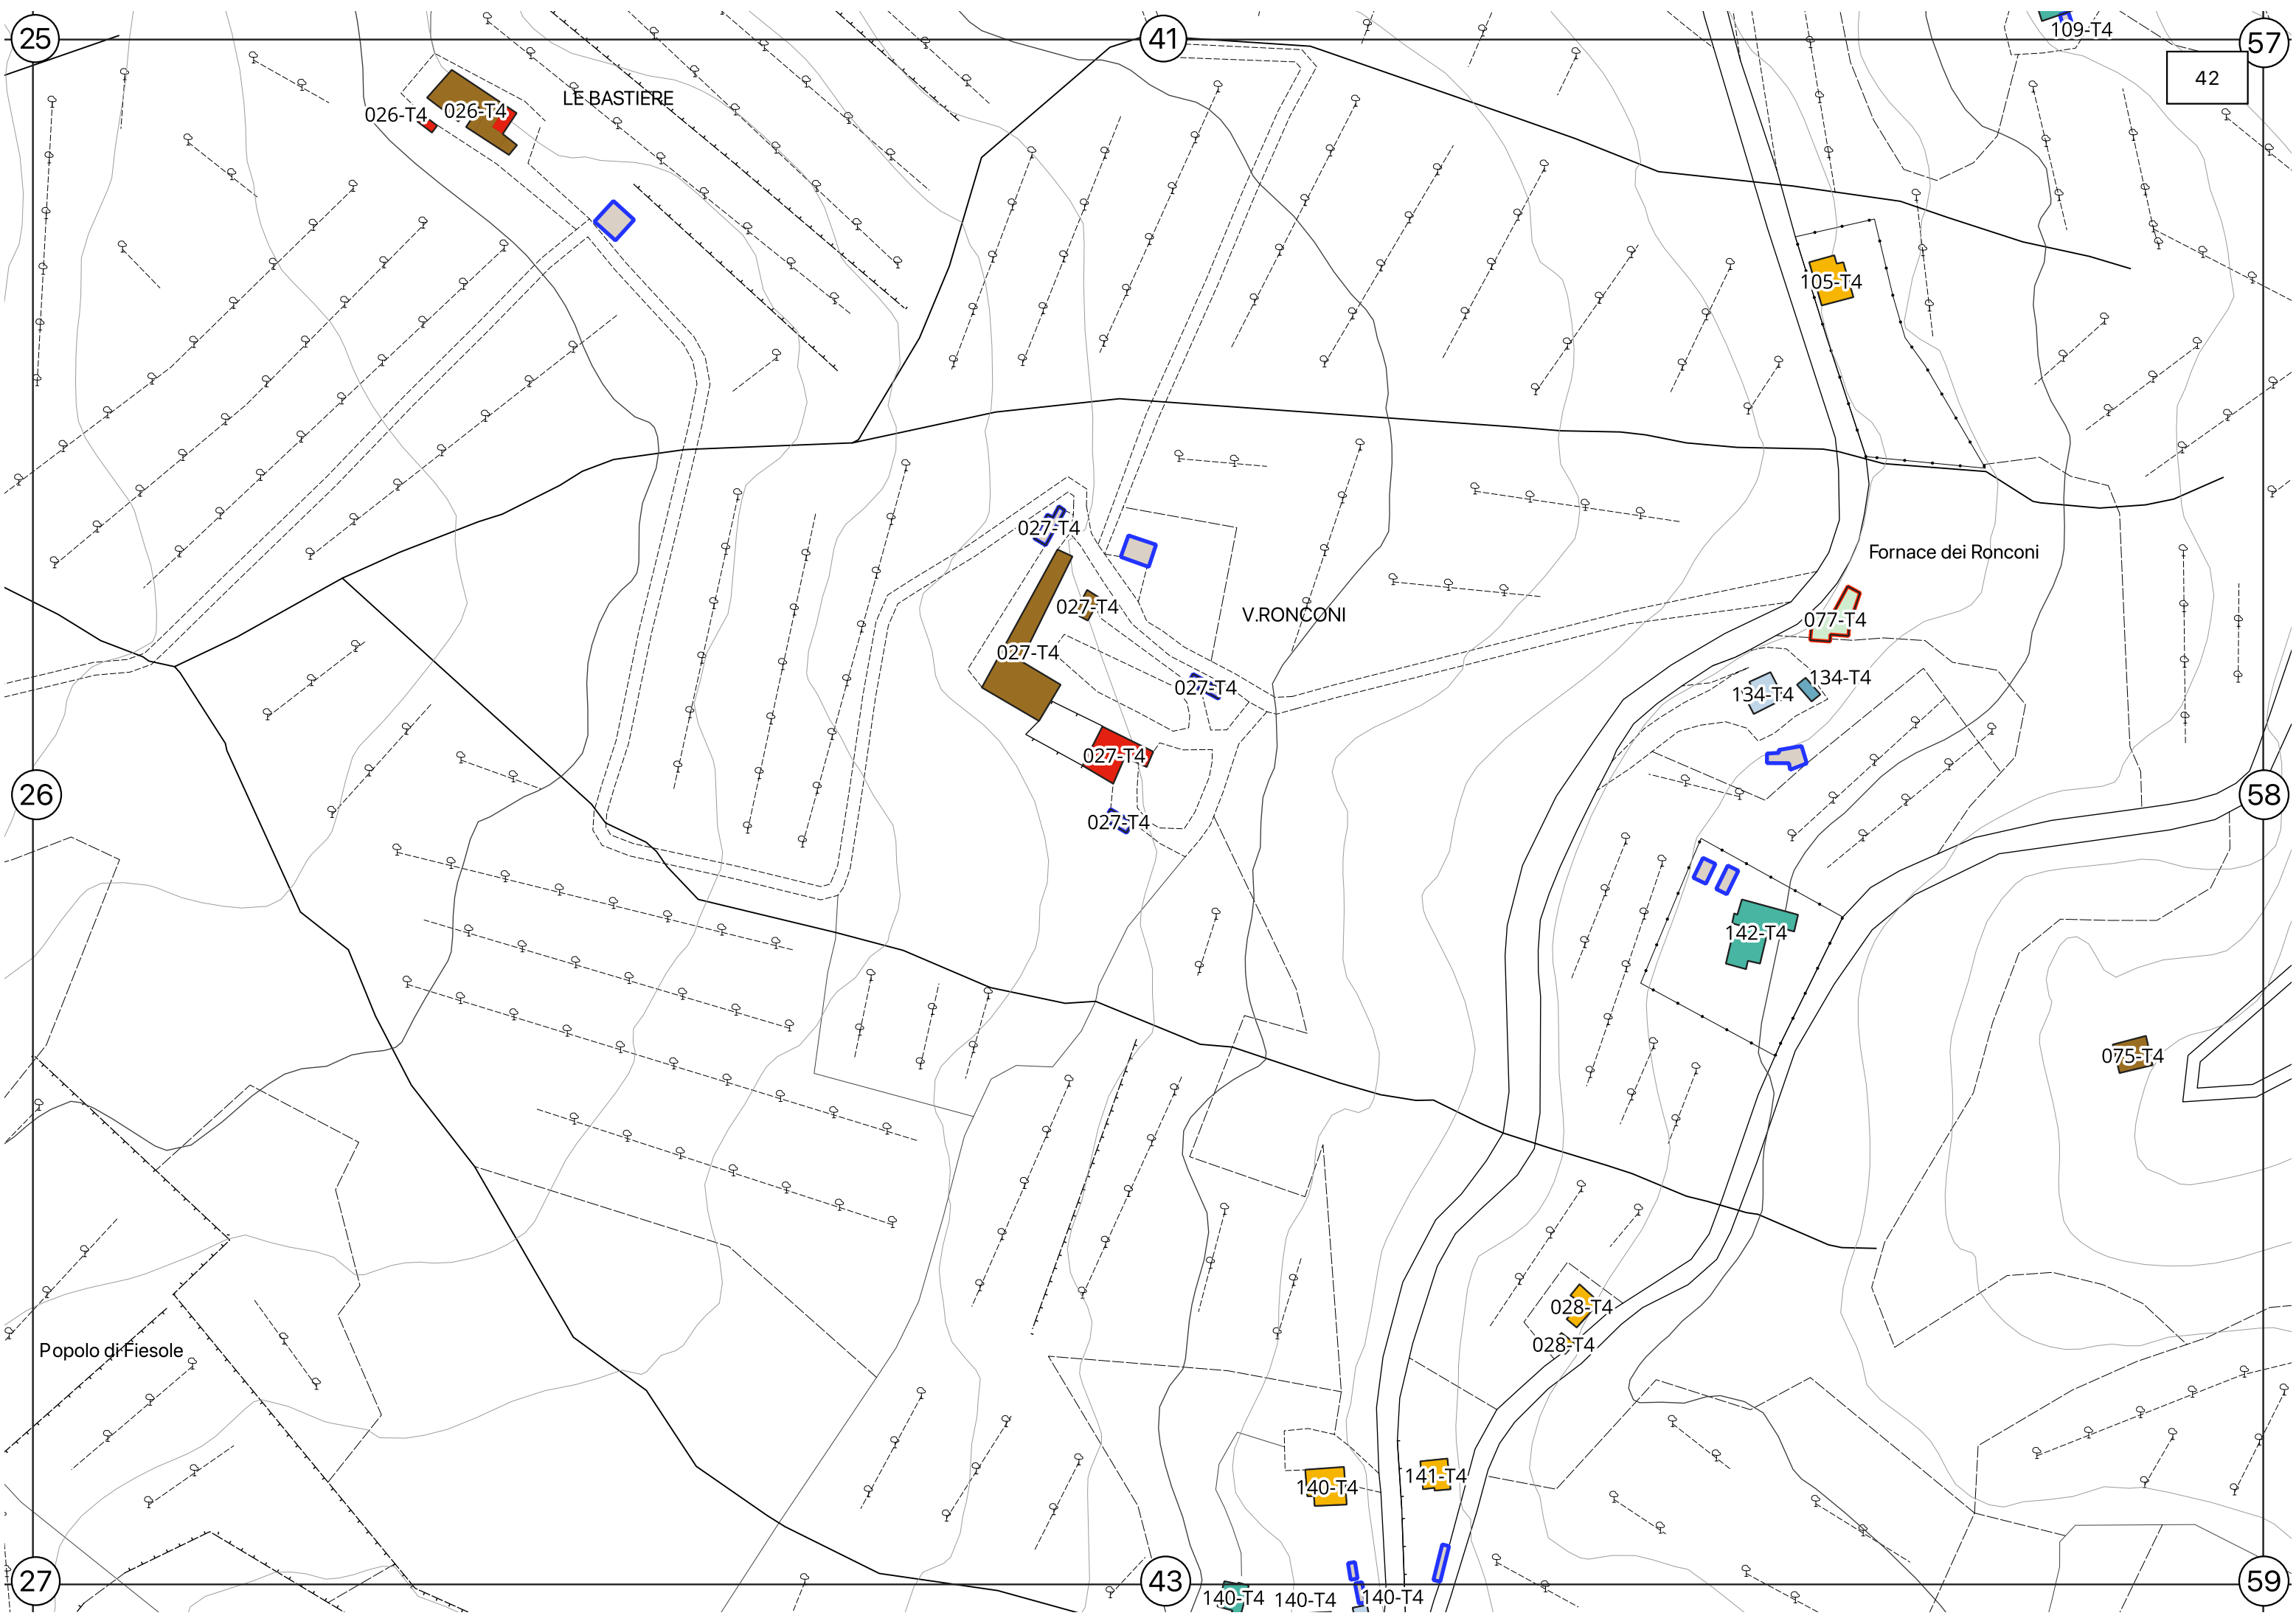 25
41
57
109-T4
42
LE BASTIERE
026-T4
026-T4
105-T4
027-T4
Fornace dei Ronconi
027-T4
V.RONCONI
077-T4
027-T4
027-T4
134-T4
134-T4
027-T4
26
58
027-T4
142-T4
075-T4
028-T4
028-T4
Popolo di Fiesole
140-T4
141-T4
27
43
59
140-T4
140-T4
140-T4